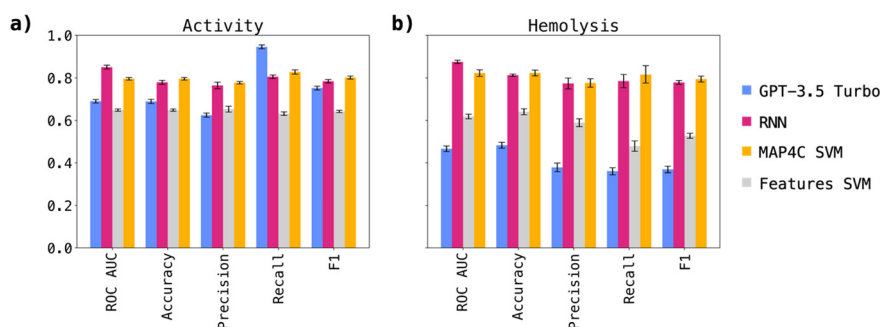 a)
Activity
1.0
0.8
0.6
0.4
0.2
0.0
ROC AUC
Accuracy
Precision
Recall
F1
b)
Hemolysis
ROC AUC
Accuracy
Precision
Recall
F1
GPT-3.5 Turbo
RNN
MAP4C SVM
Features SVM